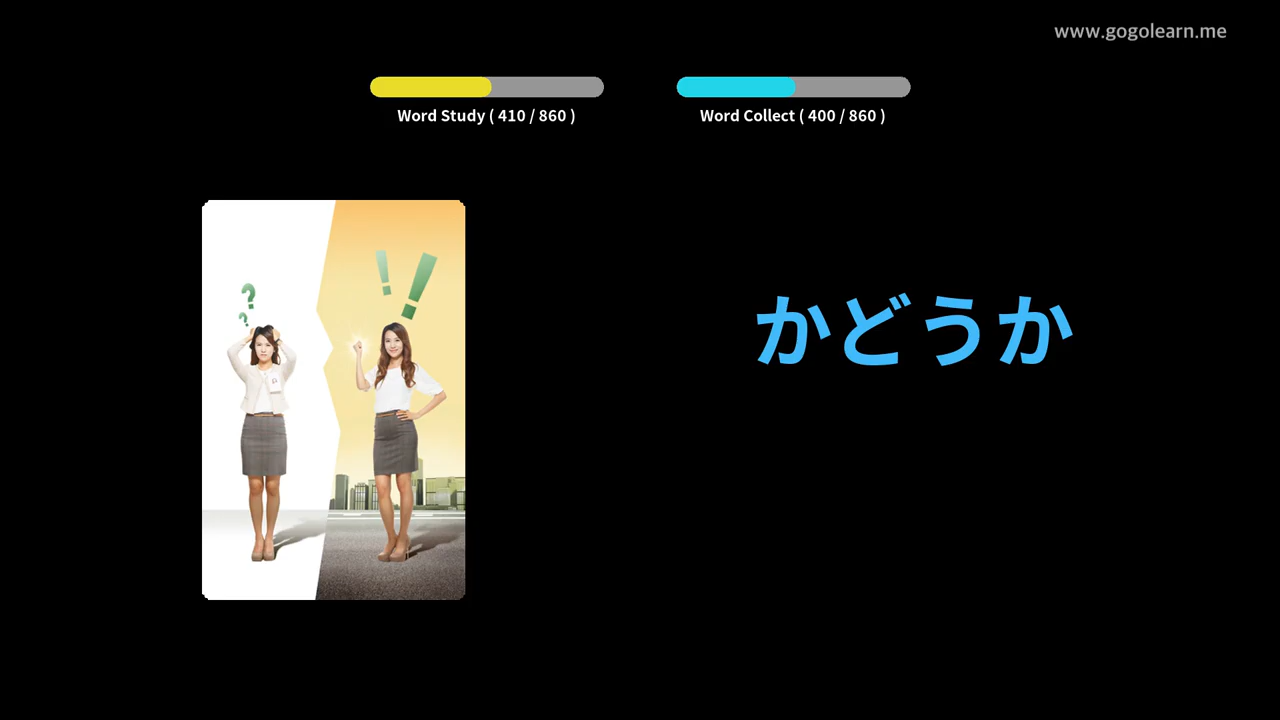 www.gogolearn.me
Word Study ( 410 / 860 )
Word Collect ( 400 / 860 )
? ? ! !
かどうか